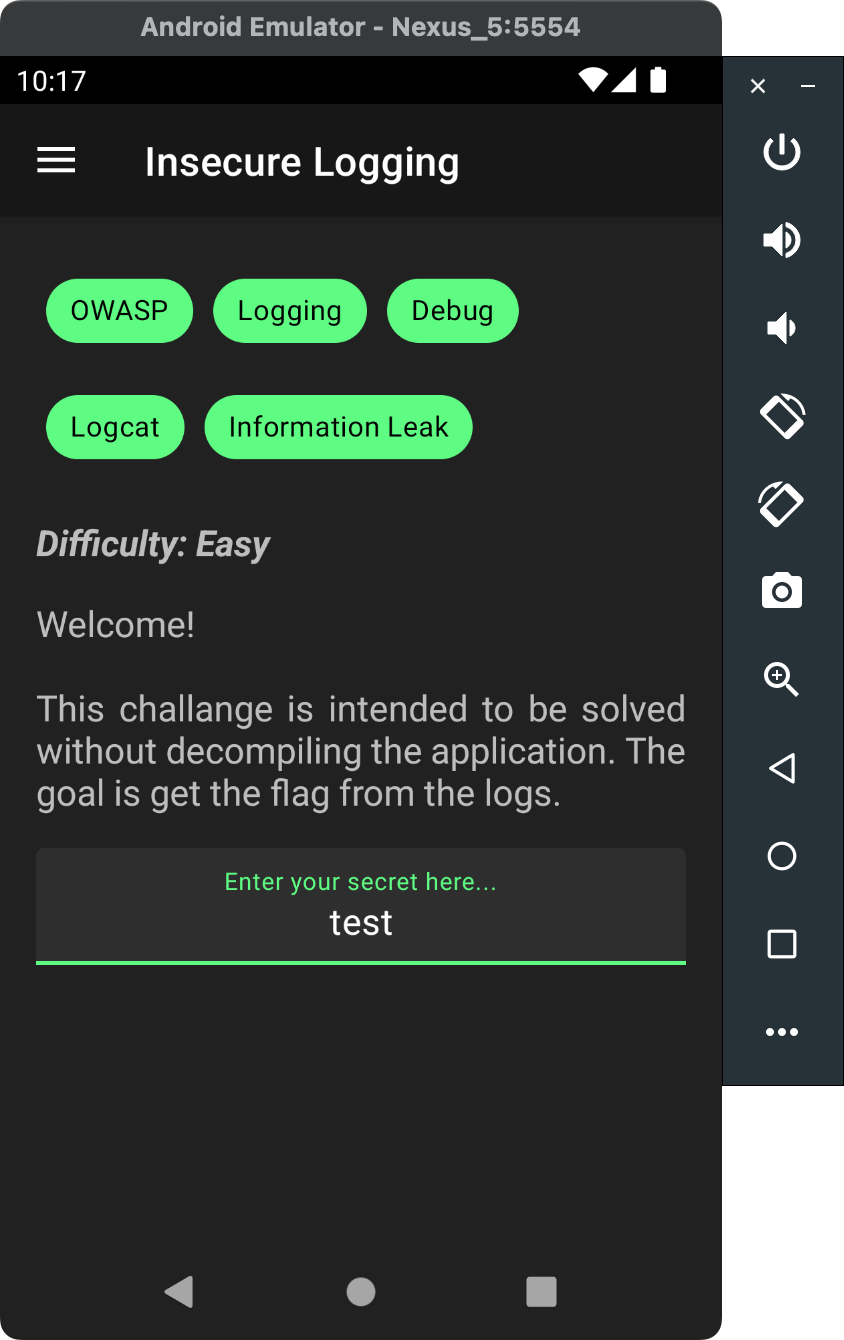 Android Emulator - Nexus_5:5554
10:17
Insecure Logging
OWASP Logging Debug
Logcat Information Leak
Difficulty: Easy
Welcome!
This challange is intended to be solved
without decompiling the application. The
goal is get the flag from the logs.
Enter your secret here...
test